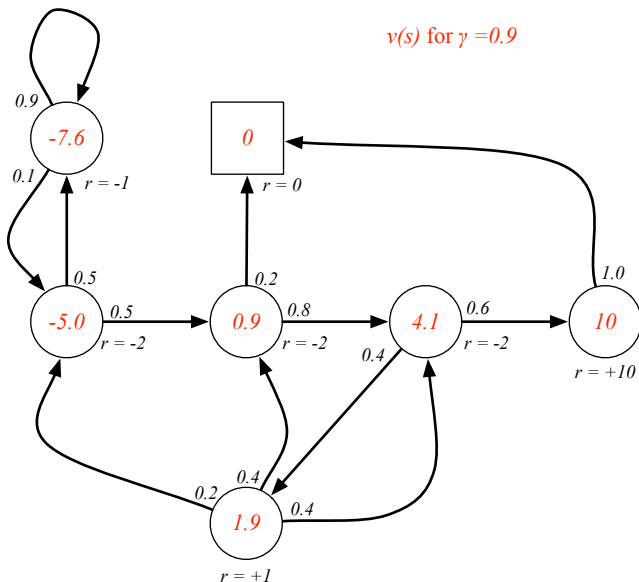 v(s) for γ =0.9
0.9
-7.6
0
0.1
r = -1
r = 0
0.5
0.2
1.0
-5.0
0.5
0.9
0.8
4.1
0.6
10
r = -2
r = -2
0.4
r = -2
r = +10
0.2
0.4
0.4
1.9
r = +1